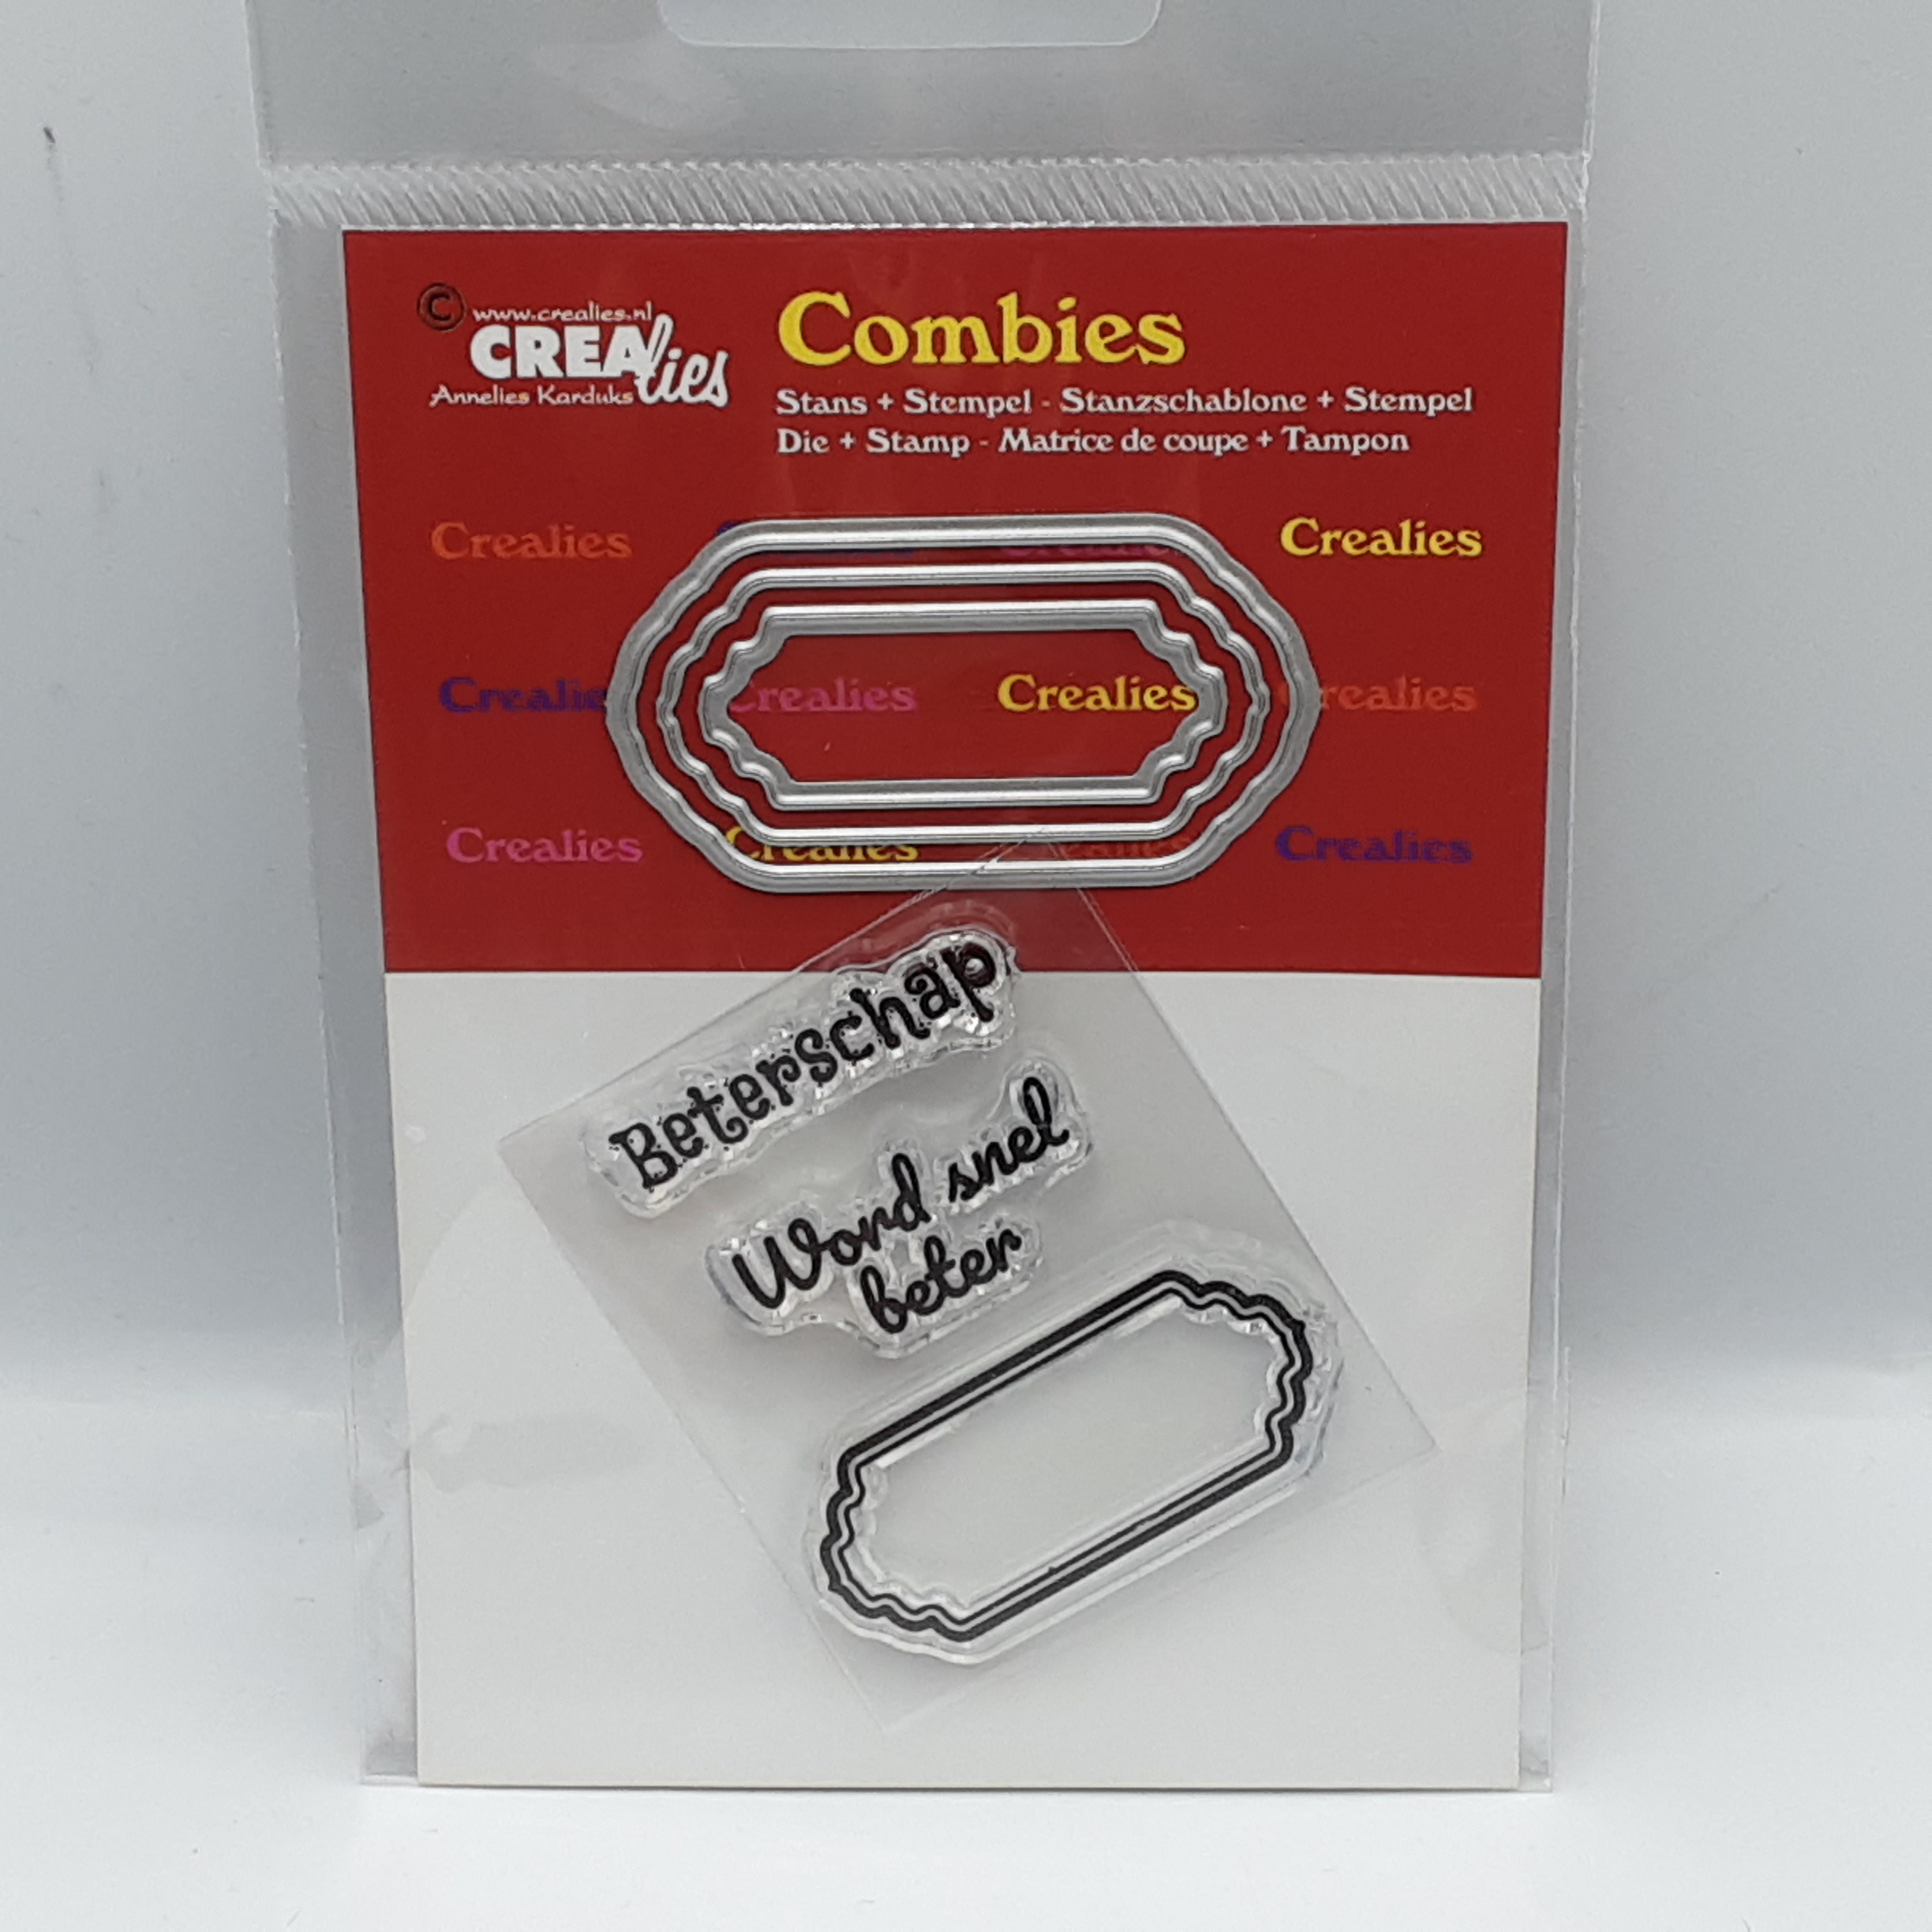 ©
www.crealies.nl
CREAlies
Annelies Karduks
Combies
Stans + Stempel - Stanzschablone + Stempel
Die + Stamp - Matrice de coupe + Tampon
Crealies Crealies
Crealies Crealies
Crealies Crealies Crealies
Beterschap
Word snel
beter